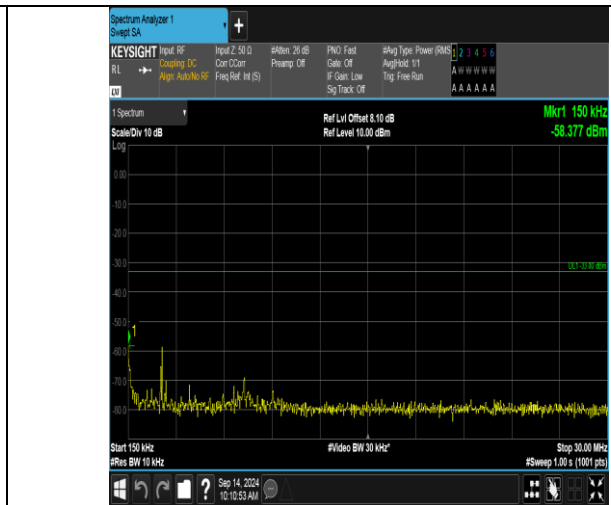 Spectrum Analyzer 1
Swept SA
+
KEYSIGHT
RL
LXI
Input: RF
Coupling: DC
Align: Auto/No RF
Input Z: 50 Ω
Corr CCorr
Freq Ref: Int (S)
#Atten: 26 dB
Preamp: Off
PNO: Fast
Gate: Off
IF Gain: Low
Sig Track: Off
#Avg Type: Power (RMS
Avg|Hold: 1/1
Trig: Free Run
1 2 3 4 5 6
A W W W W W
A A A A A A
1 Spectrum
Scale/Div 10 dB
Log
Ref Lvl Offset 8.10 dB
Ref Level 10.00 dBm
Mkr1 150 kHz
-58.377 dBm
0.00
-10.0
-20.0
-30.0
DL1 -33.00 dBm
-40.0
-50.0
1
-60.0
-70.0
-80.0
Start 150 kHz
#Res BW 10 kHz
#Video BW 30 kHz*
Stop 30.00 MHz
#Sweep 1.00 s (1001 pts)
?
Sep 14, 2024
10:10:53 AM